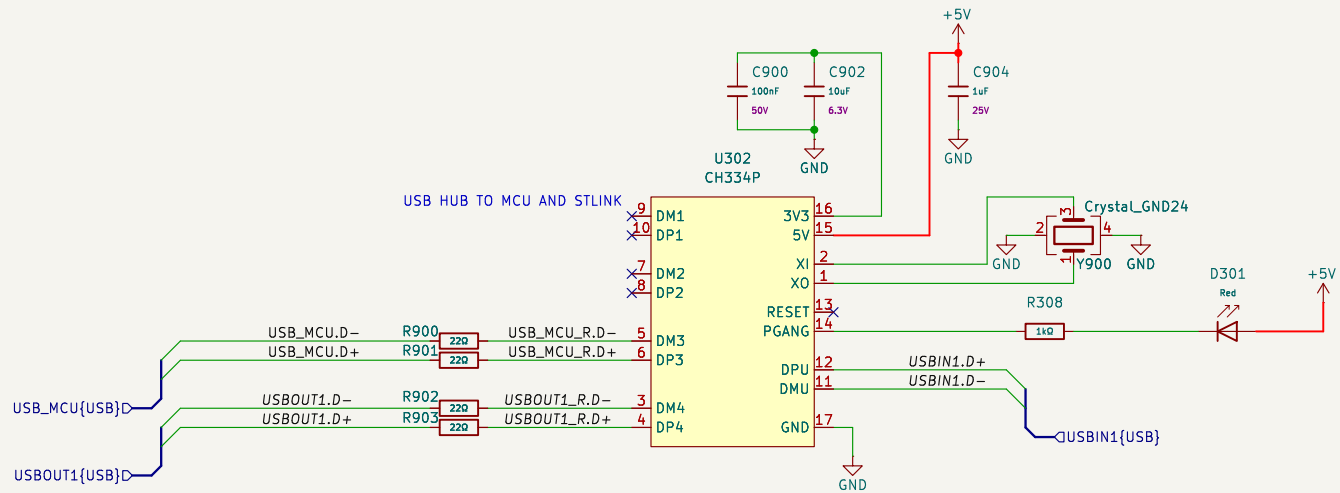 +5V
C900
100nF
50V
C902
10uF
6.3V
C904
1uF
25V
GND
GND
U302
CH334P
USB HUB TO MCU AND STLINK
9 DM1
10 DP1
7 DM2
8 DP2
5 DM3
6 DP3
3 DM4
4 DP4
3V3 16
5V 15
XI 2
XO 1
RESET 13
PGANG 14
DPU 12
DMU 11
GND 17
GND
Crystal_GND24
3
2
4
1
Y900
GND
GND
R308
1kΩ
D301
Red
+5V
USB_MCU.D-
R900
22Ω
USB_MCU_R.D-
USB_MCU.D+
R901
22Ω
USB_MCU_R.D+
USB_MCU{USB}
USBOUT1.D-
R902
22Ω
USBOUT1_R.D-
USBOUT1.D+
R903
22Ω
USBOUT1_R.D+
USBOUT1{USB}
USBIN1.D+
USBIN1.D-
USBIN1{USB}